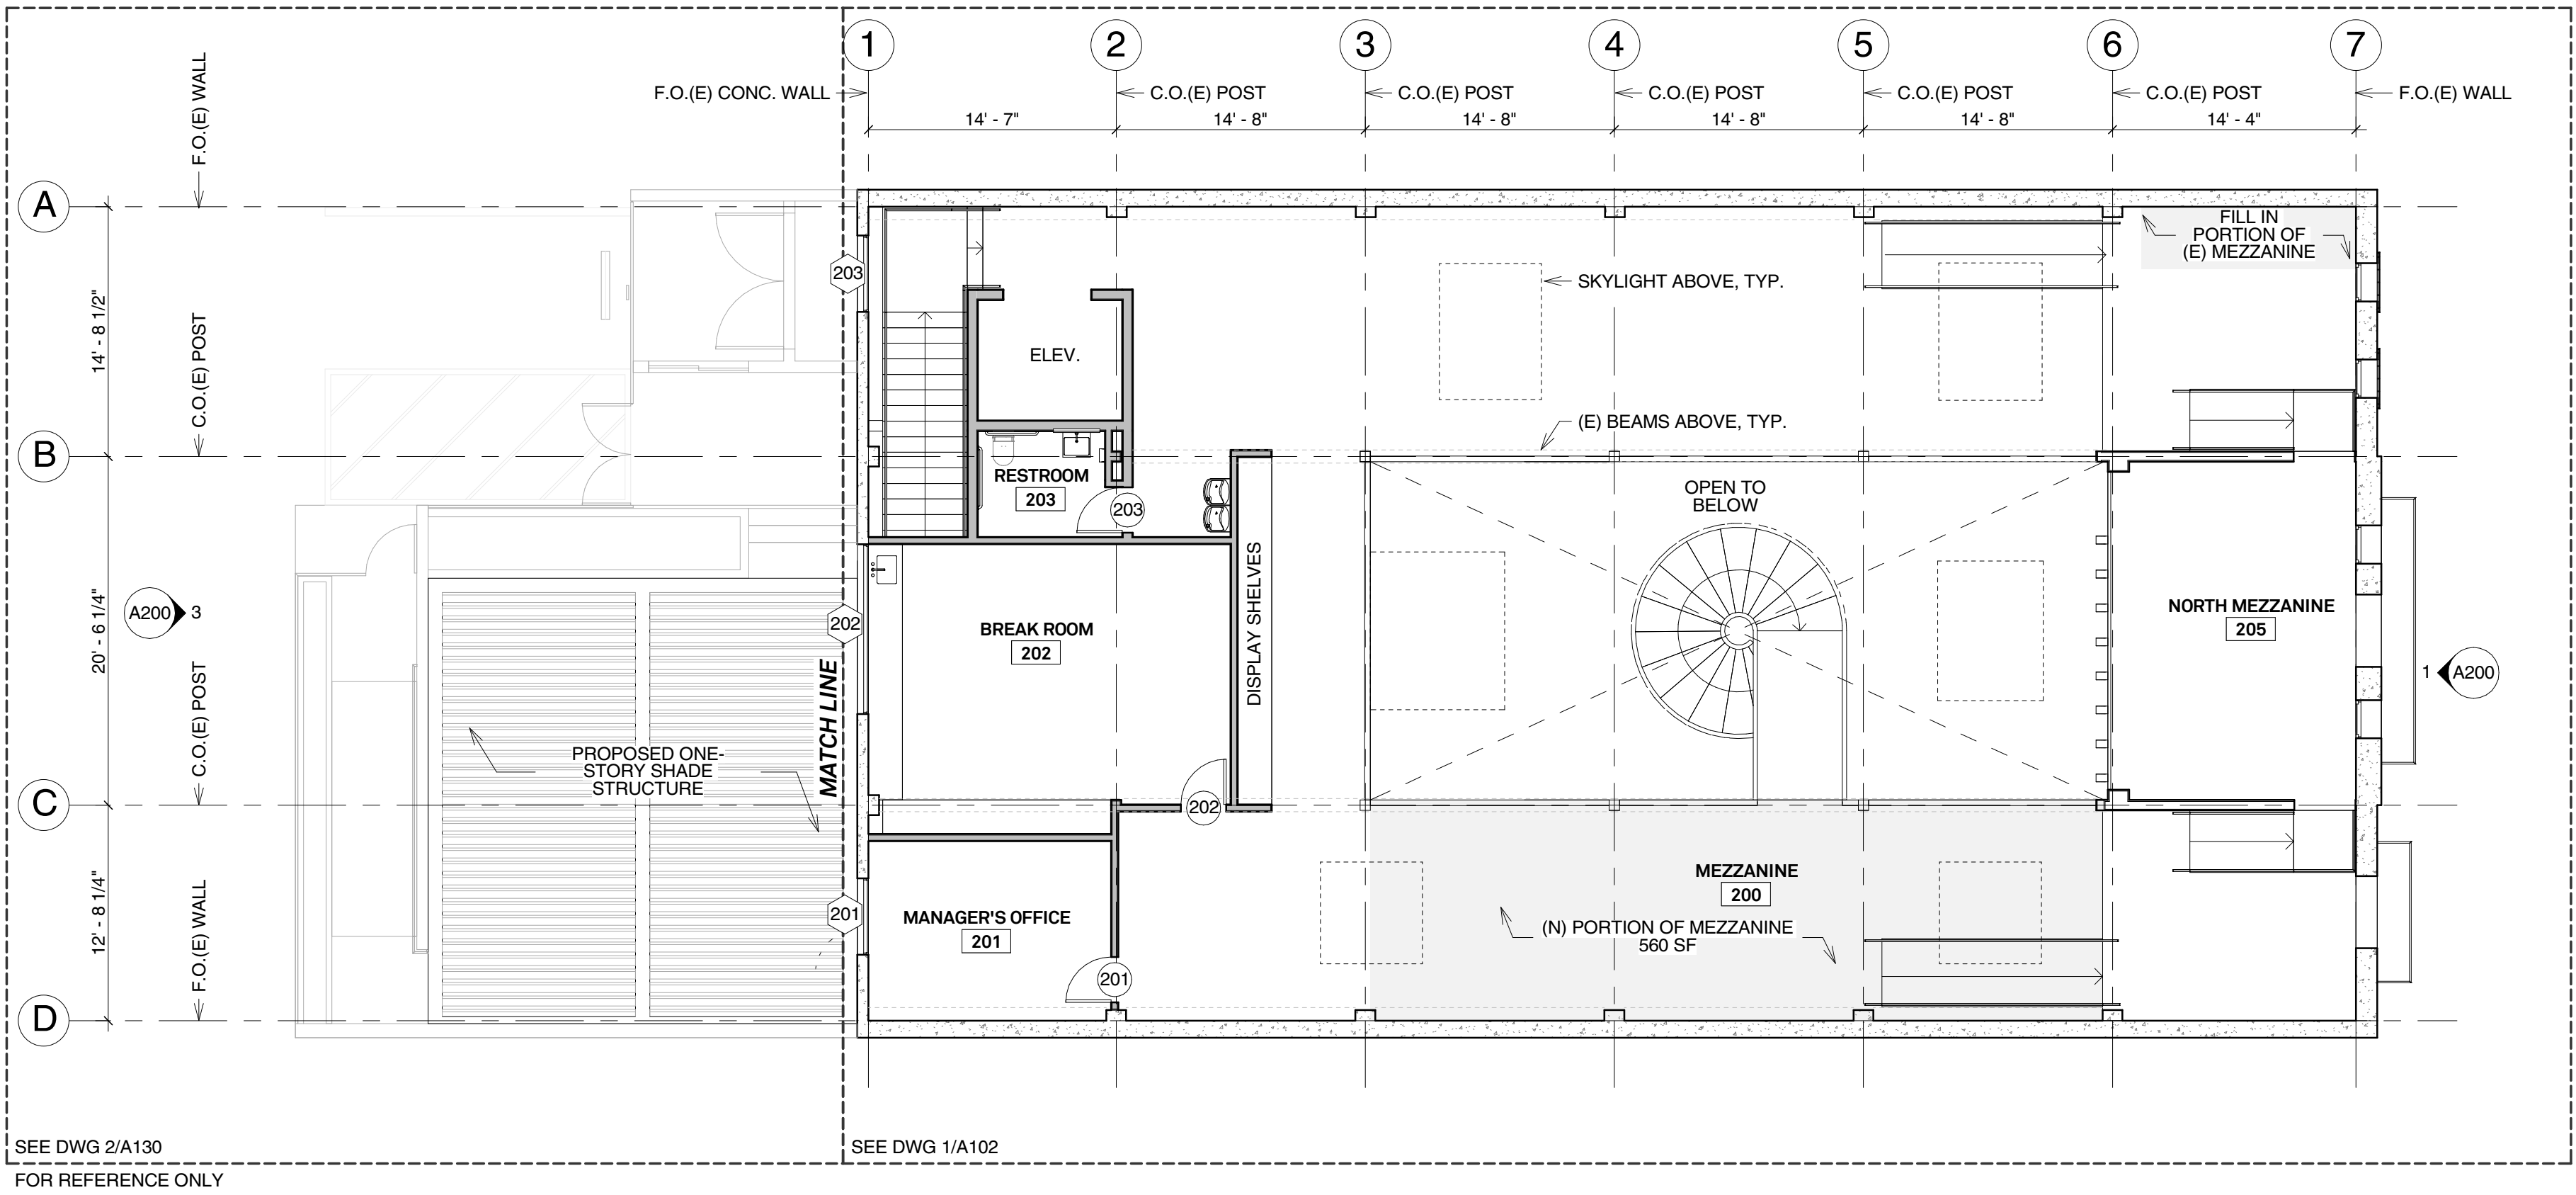 1
2
3
4
5
6
7
F.O.(E) CONC. WALL
C.O.(E) POST
C.O.(E) POST
C.O.(E) POST
C.O.(E) POST
C.O.(E) POST
F.O.(E) WALL
14' - 7"
14' - 8"
14' - 8"
14' - 8"
14' - 8"
14' - 4"
F.O.(E) WALL
A
14' - 8 1/2"
C.O.(E) POST
B
20' - 6 1/4"
A200
3
C.O.(E) POST
C
12' - 8 1/4"
F.O.(E) WALL
D
203
FILL IN
PORTION OF
(E) MEZZANINE
SKYLIGHT ABOVE, TYP.
ELEV.
(E) BEAMS ABOVE, TYP.
RESTROOM
203
203
OPEN TO
BELOW
DISPLAY SHELVES
202
BREAK ROOM
202
NORTH MEZZANINE
205
1
A200
MATCH LINE
PROPOSED ONE-
STORY SHADE
STRUCTURE
202
MEZZANINE
200
(N) PORTION OF MEZZANINE
560 SF
201
MANAGER'S OFFICE
201
201
SEE DWG 2/A130
SEE DWG 1/A102
FOR REFERENCE ONLY